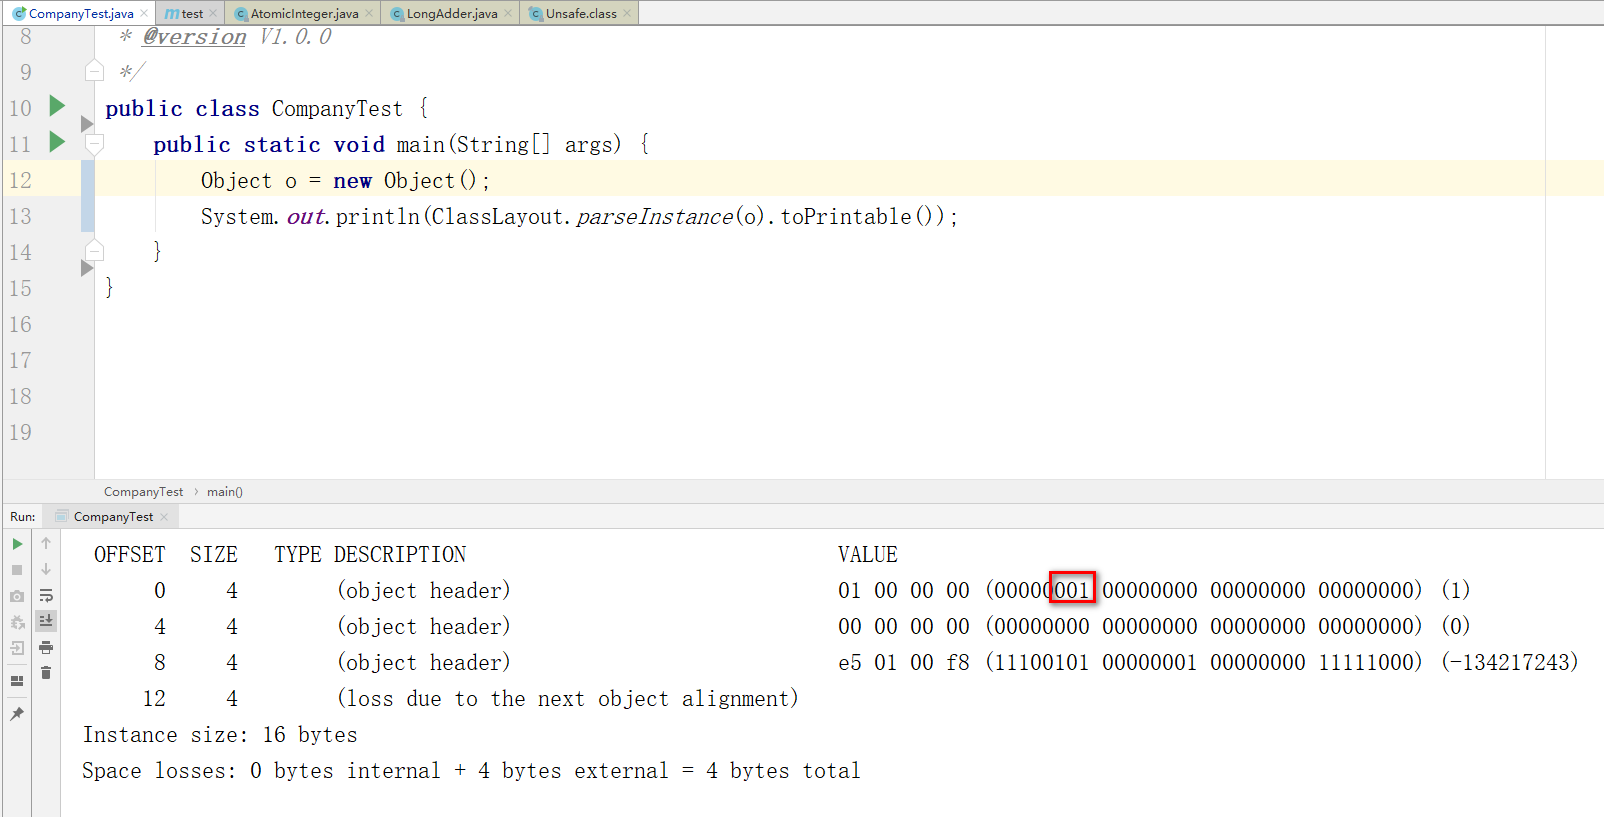 CompanyTest.java test AtomicInteger.java LongAdder.java Unsafe.class
8 * @version V1.0.0
9 */
10 public class CompanyTest {
11 public static void main(String[] args) {
12 Object o = new Object();
13 System.out.println(ClassLayout.parseInstance(o).toPrintable());
14 }
15 }
16
17
18
19
CompanyTest › main()
Run: CompanyTest
OFFSET SIZE TYPE DESCRIPTION VALUE
0 4 (object header) 01 00 00 00 (00000001 00000000 00000000 00000000) (1)
4 4 (object header) 00 00 00 00 (00000000 00000000 00000000 00000000) (0)
8 4 (object header) e5 01 00 f8 (11100101 00000001 00000000 11111000) (-134217243)
12 4 (loss due to the next object alignment)
Instance size: 16 bytes
Space losses: 0 bytes internal + 4 bytes external = 4 bytes total